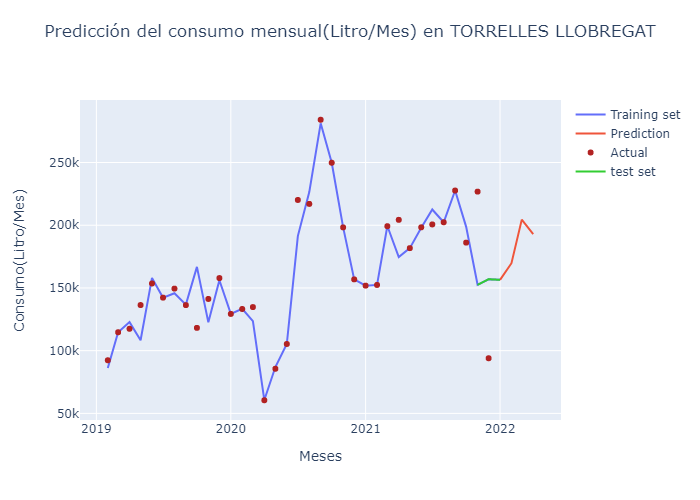 Predicción del consumo mensual(Litro/Mes) en TORRELLES LLOBREGAT
Training set
Prediction
Actual
test set
Consumo(Litro/Mes)
250k
200k
150k
100k
50k
2019
2020
2021
2022
Meses